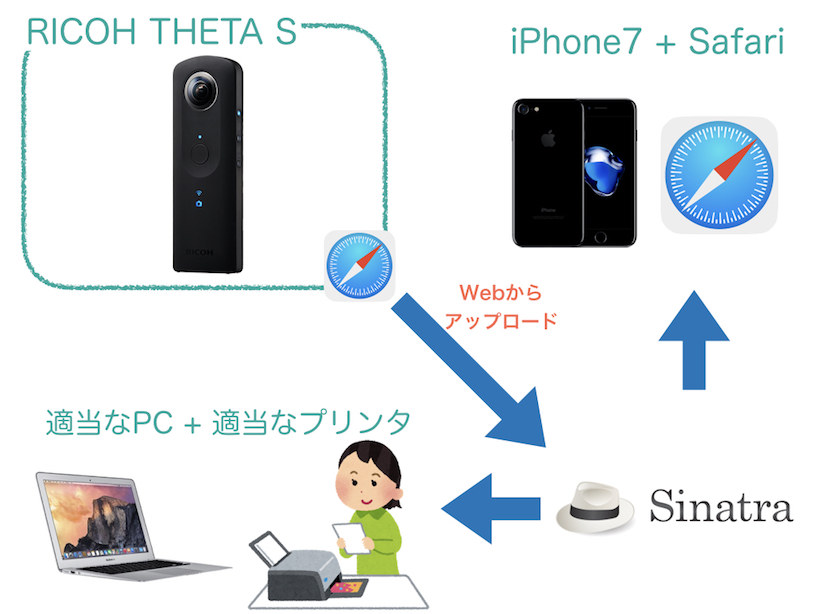 RICOH THETA S
iPhone7 + Safari
RICOH
iPhone
Webから
アップロード
適当なPC + 適当なプリンタ
Sinatra